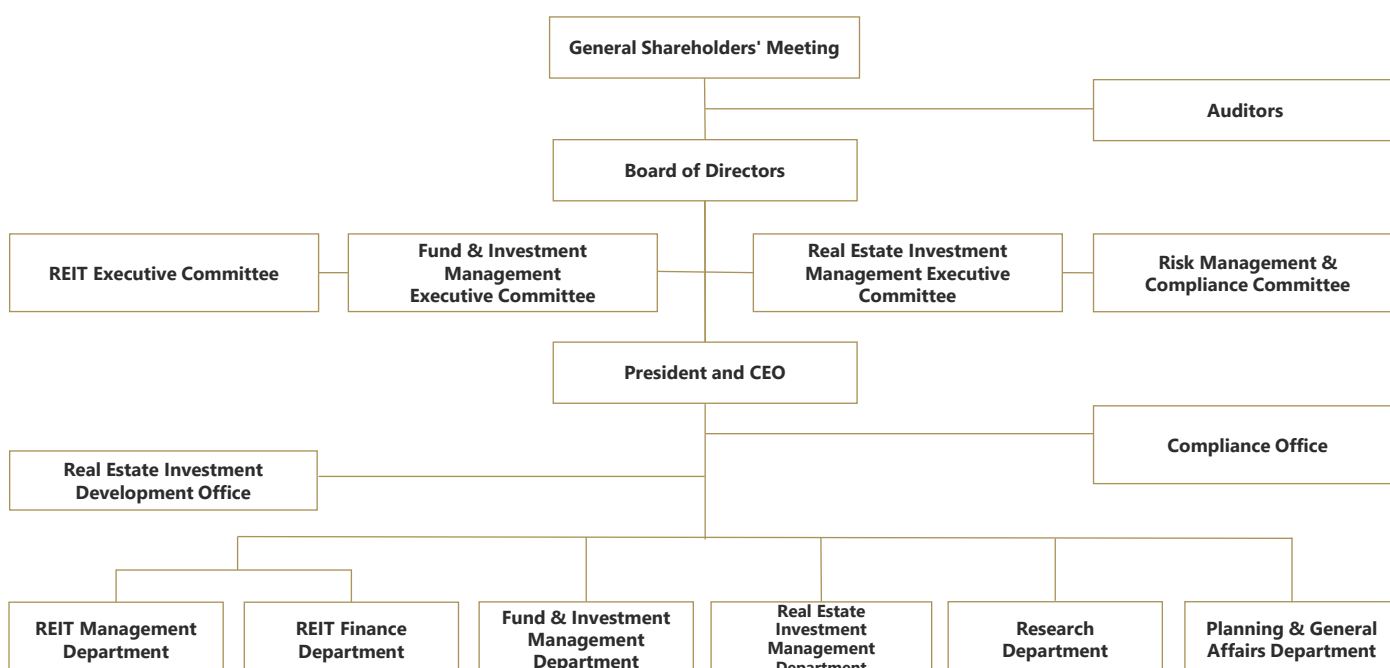 General Shareholders' Meeting
Auditors
Board of Directors
REIT Executive Committee
Fund & Investment
Management
Executive Committee
Real Estate Investment
Management Executive
Committee
Risk Management &
Compliance Committee
President and CEO
Compliance Office
Real Estate Investment
Development Office
REIT Management
Department
REIT Finance
Department
Fund & Investment
Management
Department
Real Estate
Investment
Management
Department
Research
Department
Planning & General
Affairs Department